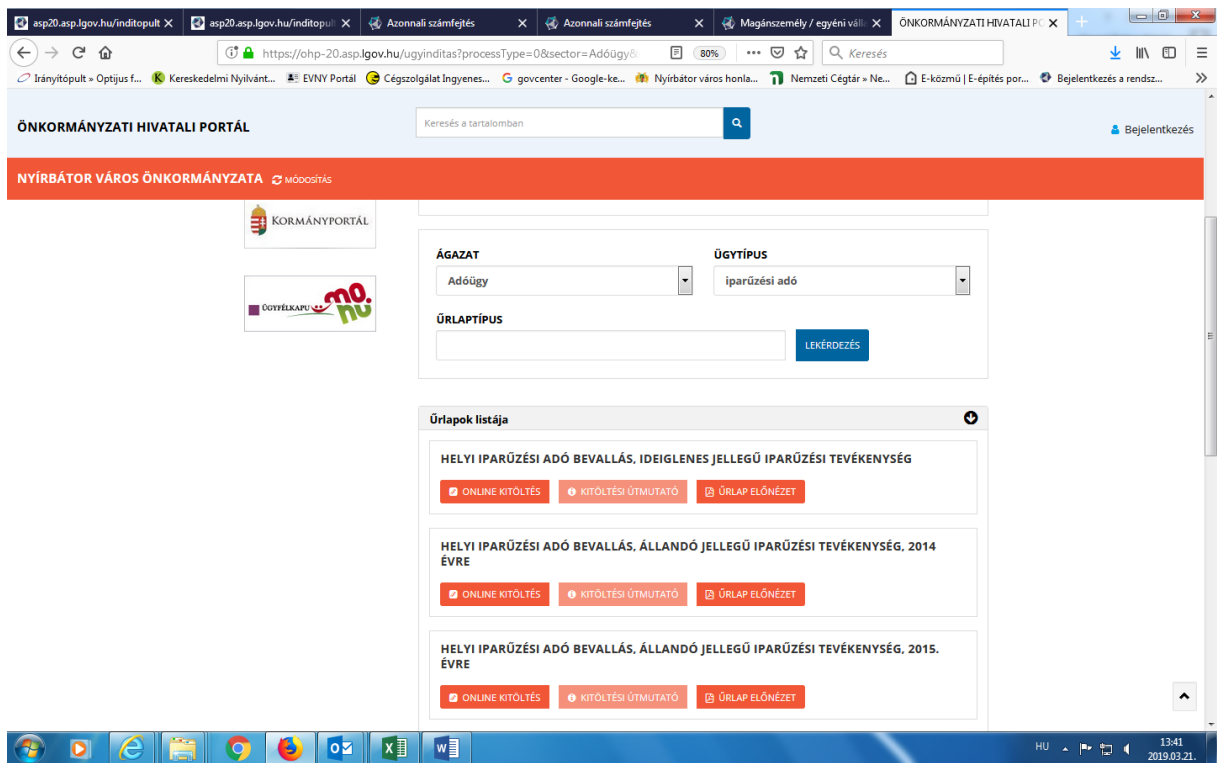 asp20.asp.lgov.hu/inditopult
asp20.asp.lgov.hu/inditopult
Azonnali számfejtés
Azonnali számfejtés
Magánszemély / egyéni váll
ÖNKORMÁNYZATI HIVATALI PO
https://ohp-20.asp.lgov.hu/ugyinditas?processType=0&sector=Adóügy&
80%
Keresés
Irányítópult » Optijus f...
Kereskedelmi Nyilvánt...
EVNY Portál
Cégszolgálat Ingyenes...
govcenter - Google-ke...
Nyírbátor város honla...
Nemzeti Cégtár » Ne...
E-közmű | E-építés por...
Bejelentkezés a rendsz...
ÖNKORMÁNYZATI HIVATALI PORTÁL
Keresés a tartalomban
Bejelentkezés
NYÍRBÁTOR VÁROS ÖNKORMÁNYZATA MÓDOSÍTÁS
KORMÁNYPORTÁL
ÜGYFÉLKAPU mo.hu
ÁGAZAT
Adóügy
ÜGYTÍPUS
iparűzési adó
ŰRLAPTÍPUS
LEKÉRDEZÉS
Űrlapok listája
HELYI IPARŰZÉSI ADÓ BEVALLÁS, IDEIGLENES JELLEGŰ IPARŰZÉSI TEVÉKENYSÉG
ONLINE KITÖLTÉS KITÖLTÉSI ÚTMUTATÓ ŰRLAP ELŐNÉZET
HELYI IPARŰZÉSI ADÓ BEVALLÁS, ÁLLANDÓ JELLEGŰ IPARŰZÉSI TEVÉKENYSÉG, 2014
ÉVRE
ONLINE KITÖLTÉS KITÖLTÉSI ÚTMUTATÓ ŰRLAP ELŐNÉZET
HELYI IPARŰZÉSI ADÓ BEVALLÁS, ÁLLANDÓ JELLEGŰ IPARŰZÉSI TEVÉKENYSÉG, 2015.
ÉVRE
ONLINE KITÖLTÉS KITÖLTÉSI ÚTMUTATÓ ŰRLAP ELŐNÉZET
HU
13:41
2019.03.21.